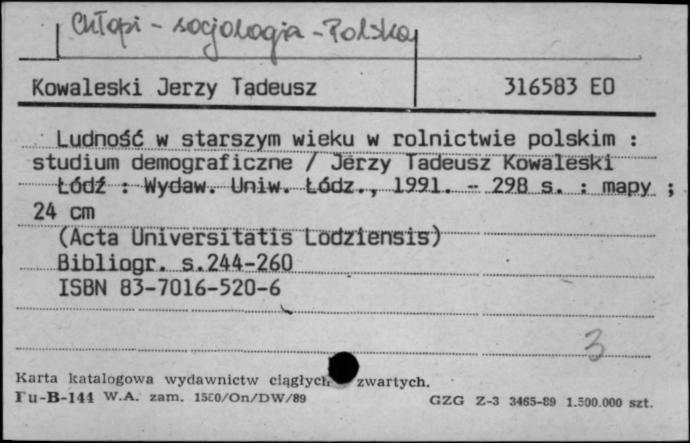 Chłopi - socjologia - Polska
Kowaleski Jerzy Tadeusz 316583 EO
Ludność w starszym wieku w rolnictwie polskim :
studium demograficzne / Jerzy Tadeusz Kowaleski
Łódź : Wydaw. Uniw. Łódz., 1991. - 298 s. : mapy ;
24 cm
(Acta Universitatis Lodziensis)
Bibliogr. s.244-260
ISBN 83-7016-520-6
3
Karta katalogowa wydawnictw ciągłych zwartych.
Pu-B-144 W.A. zam. 1560/On/DW/89 GZG Z-3 3465-89 1.500.000 szt.